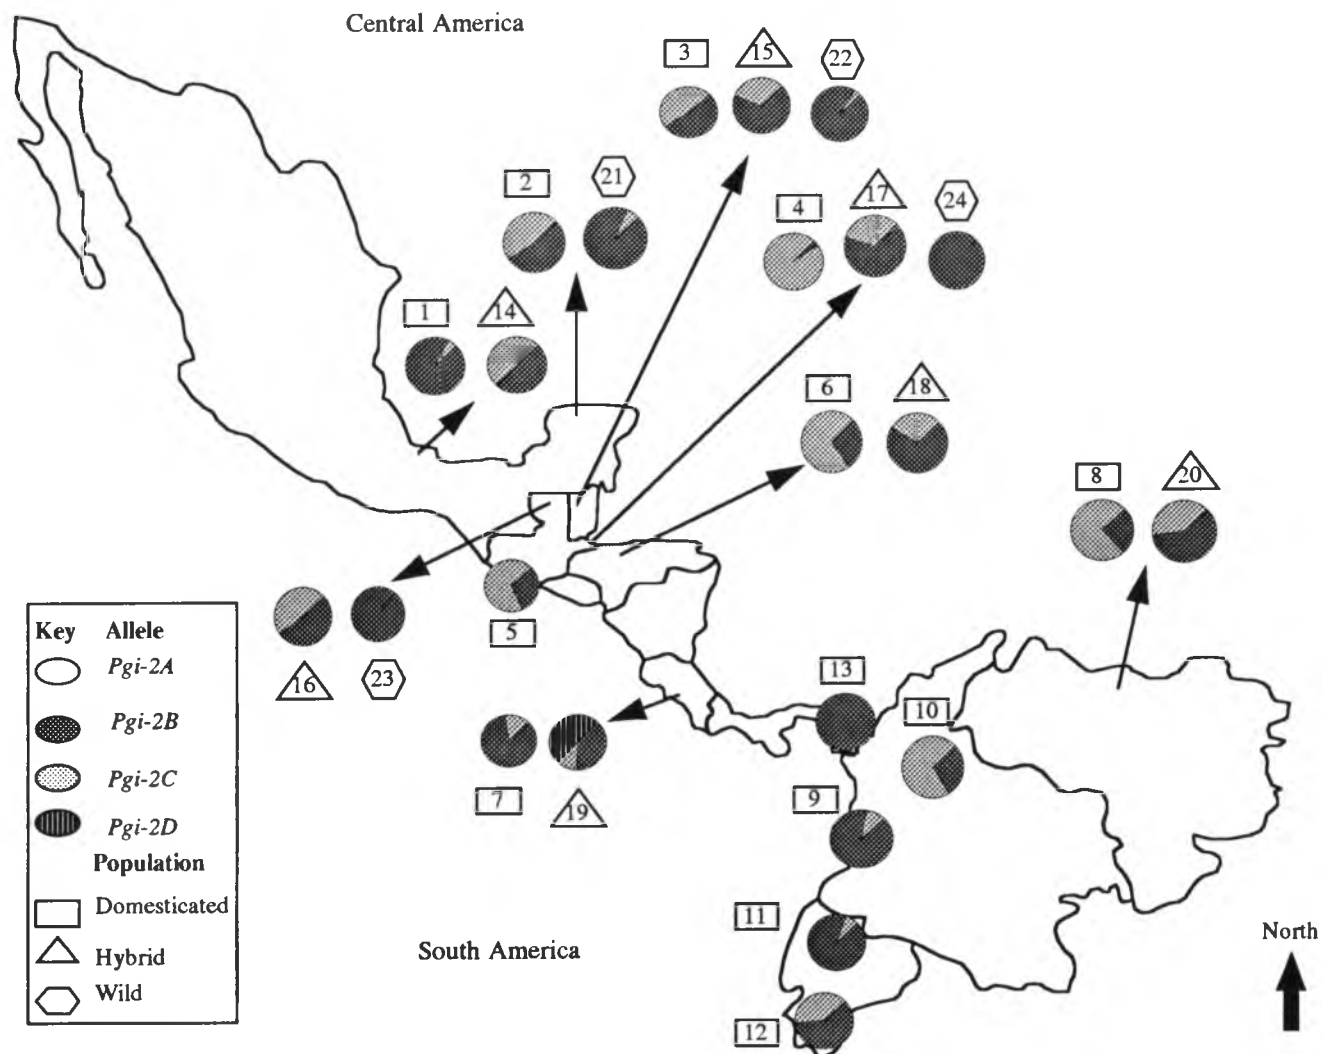 Central America
3 15 22
2 21
4 17 24
1 14
6 18
8 20
5
16 23
13
10
7 19
9
11
12
Key Allele
Pgi-2A
Pgi-2B
Pgi-2C
Pgi-2D
Population
Domesticated
Hybrid
Wild
South America
North